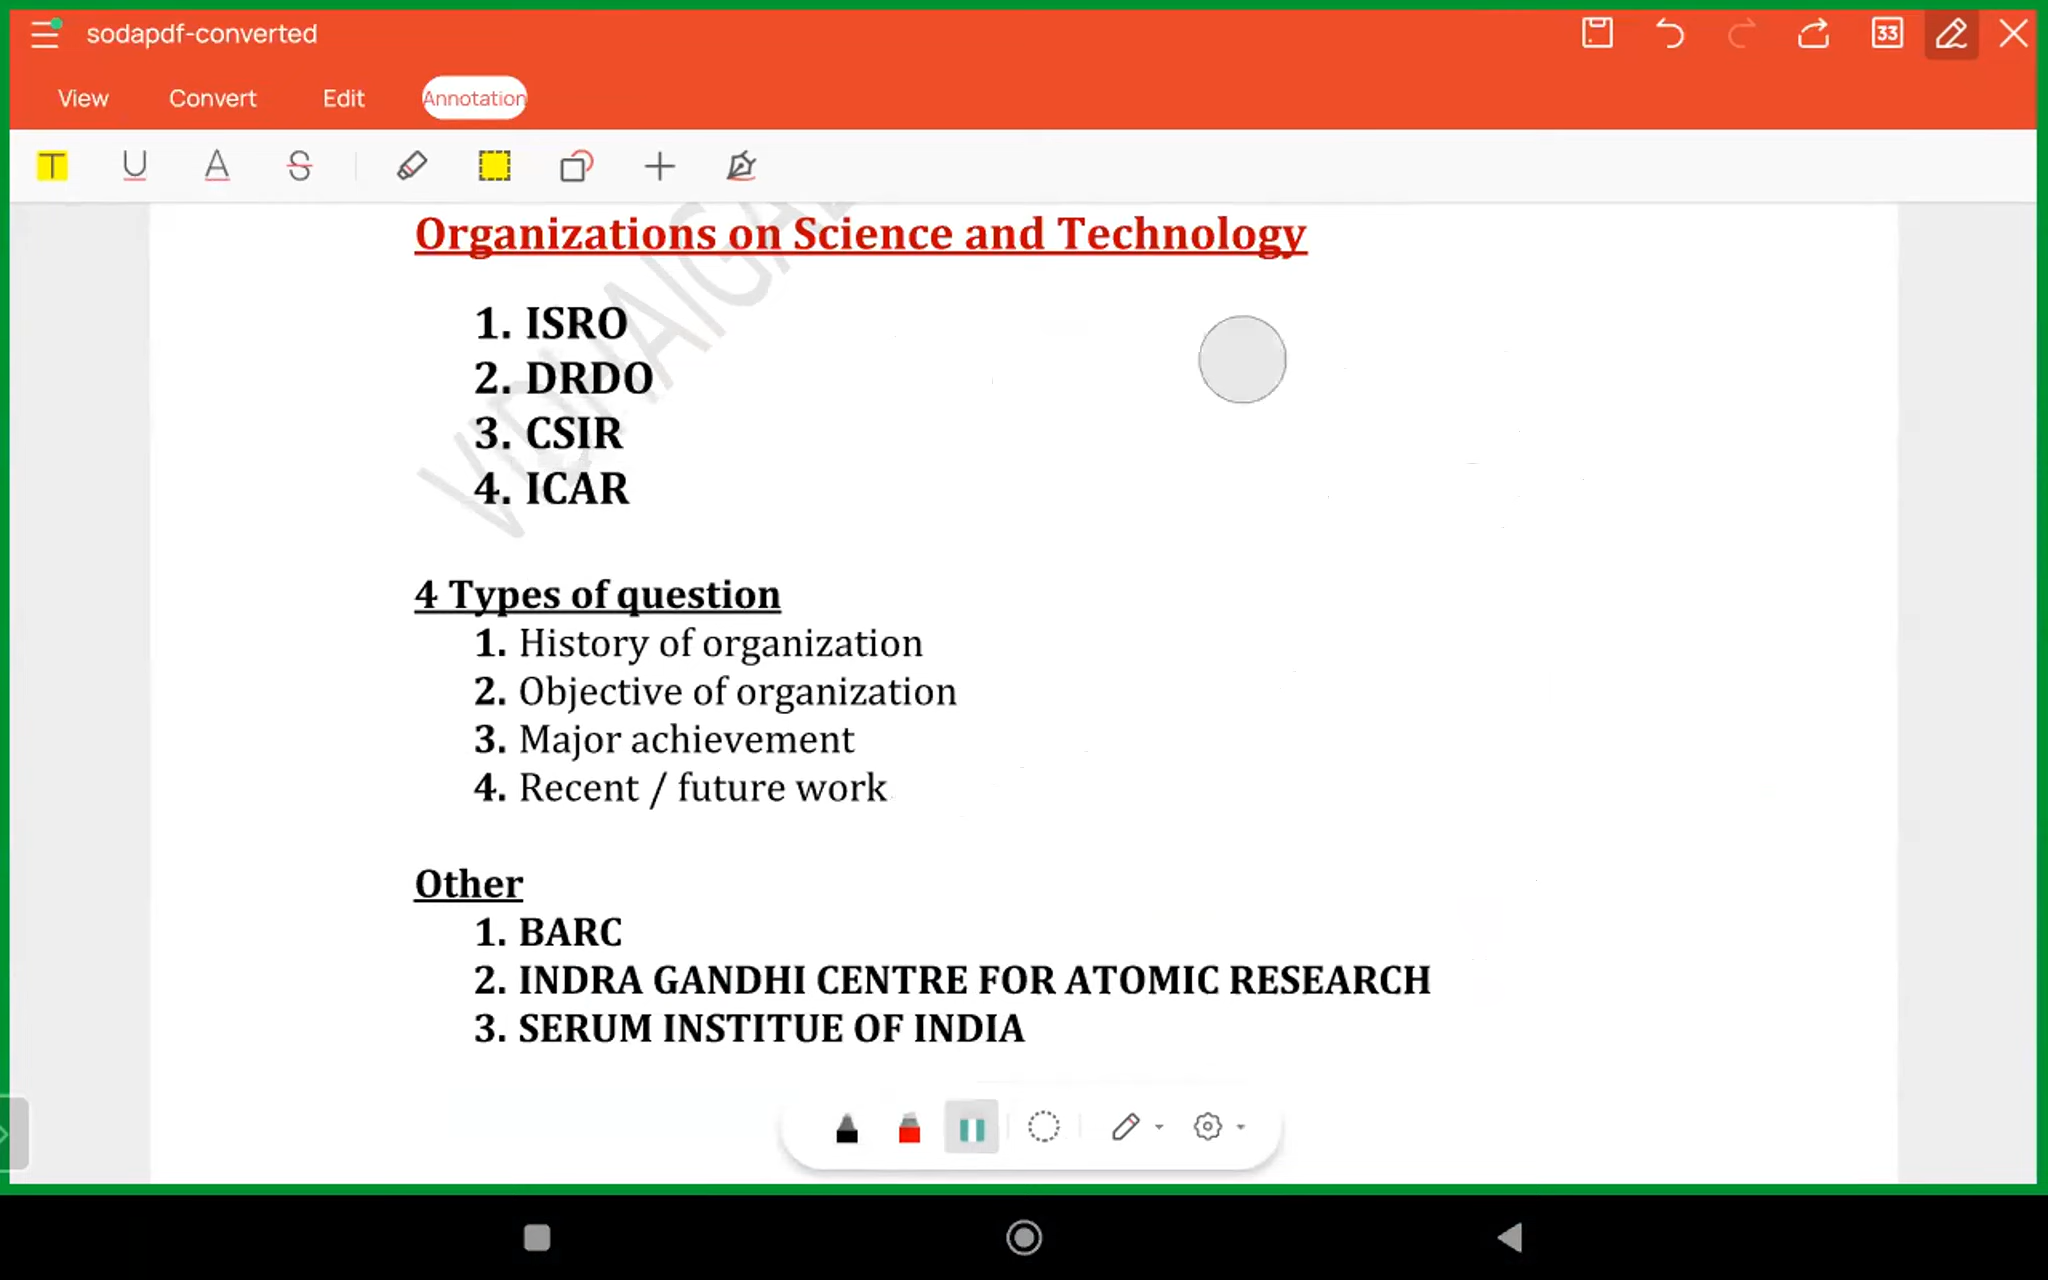 sodapdf-converted
33
View Convert Edit Annotation
T U A S
Organizations on Science and Technology
1. ISRO
2. DRDO
3. CSIR
4. ICAR
4 Types of question
1. History of organization
2. Objective of organization
3. Major achievement
4. Recent / future work
Other
1. BARC
2. INDRA GANDHI CENTRE FOR ATOMIC RESEARCH
3. SERUM INSTITUE OF INDIA